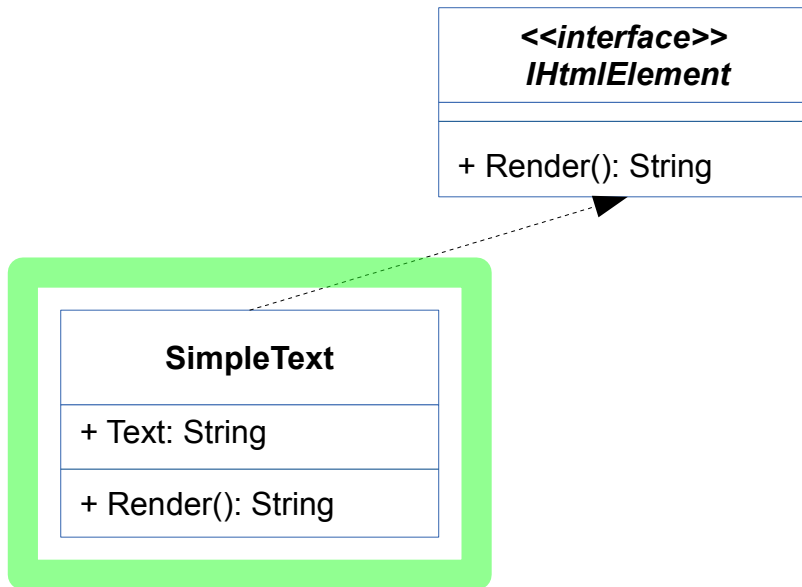 <<interface>>
IHtmlElement
+ Render(): String
SimpleText
+ Text: String
+ Render(): String